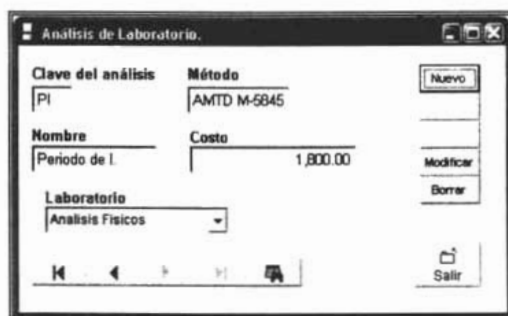 Análisis de Laboratorio.
Clave del análisis Método Nuevo
PI AMTD M-5845
Nombre Costo
Periodo de I. 1,800.00 Modificar
Borrar
Laboratorio
Analisis Fisicos
Salir